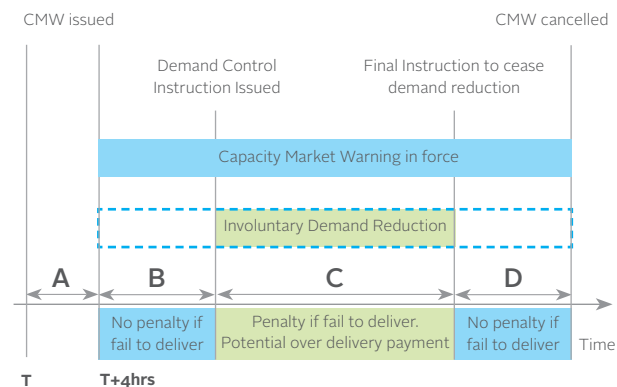 CMW issued
CMW cancelled
Demand Control
Instruction Issued
Final Instruction to cease
demand reduction
Capacity Market Warning in force
Involuntary Demand Reduction
A
B
C
D
No penalty if
fail to deliver
Penalty if fail to deliver.
Potential over delivery payment
No penalty if
fail to deliver
Time
T
T+4hrs